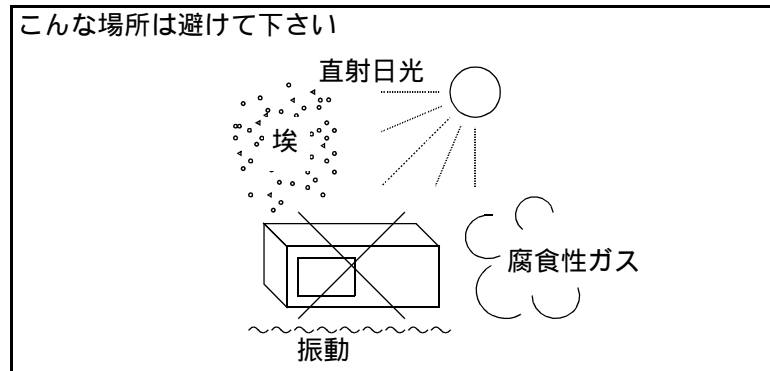 こんな場所は避けて下さい
直射日光
埃
腐食性ガス
振動